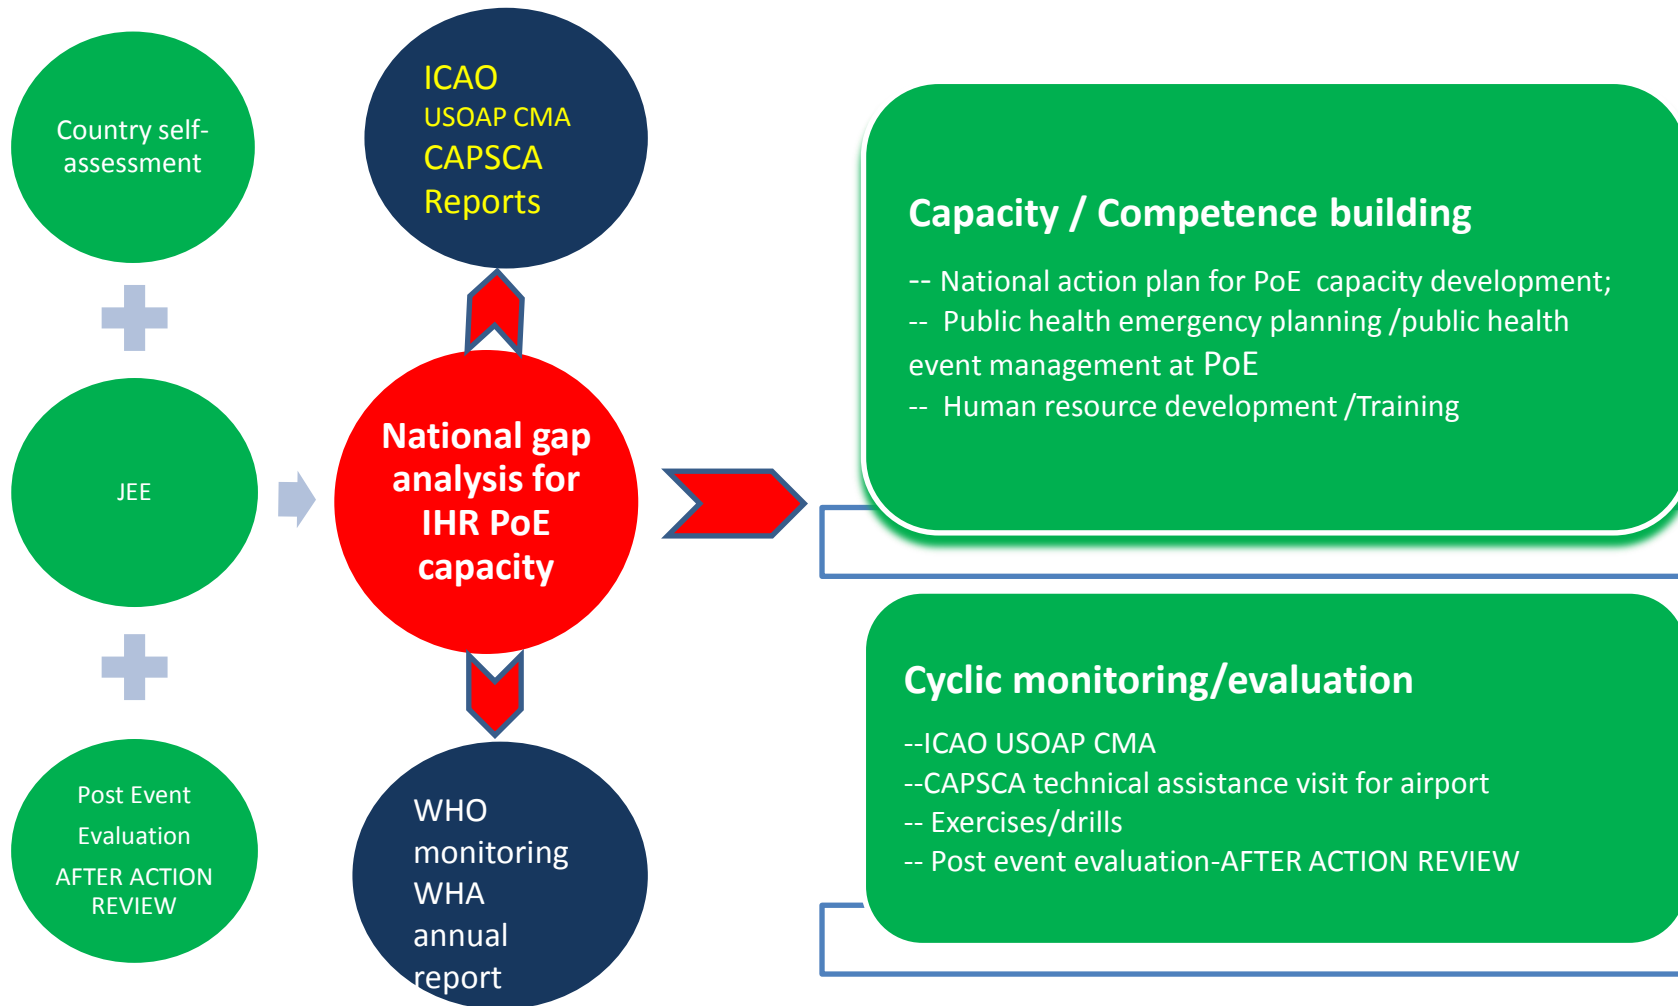 Country self-
assessment
JEE
Post Event
Evaluation
AFTER ACTION
REVIEW
ICAO
USOAP CMA
CAPSCA
Reports
National gap
analysis for
IHR PoE
capacity
WHO
monitoring
WHA
annual
report
Capacity / Competence building
-- National action plan for PoE capacity development;
-- Public health emergency planning /public health
event management at PoE
-- Human resource development /Training
Cyclic monitoring/evaluation
--ICAO USOAP CMA
--CAPSCA technical assistance visit for airport
-- Exercises/drills
-- Post event evaluation-AFTER ACTION REVIEW